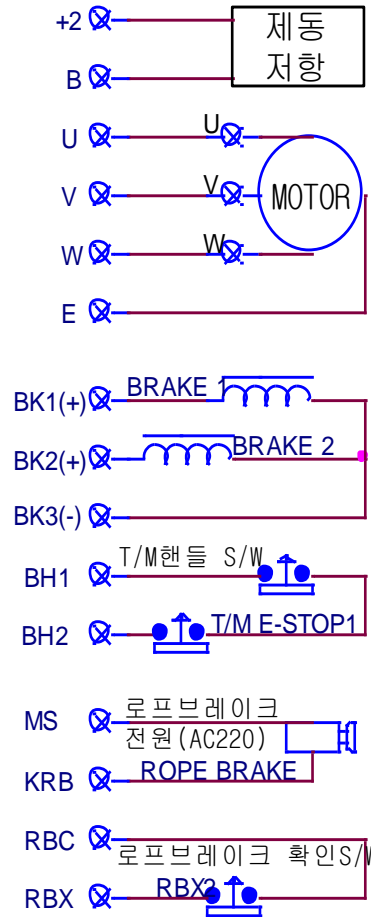 +2
제동
저항
B
U U
V V MOTOR
W W
E
BK1(+) BRAKE 1
BK2(+) BRAKE 2
BK3(-)
T/M핸들 S/W
BH1
BH2 T/M E-STOP1
MS 로프브레이크
전원(AC220)
KRB ROPE BRAKE
RBC
로프브레이크 확인S/W
RBX RBX2